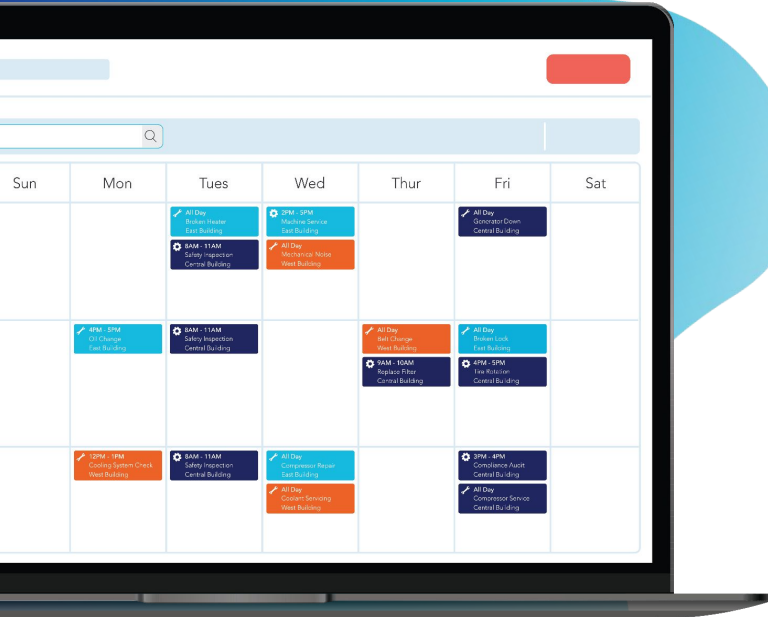 Sun Mon Tues Wed Thur Fri Sat
All Day
Broken Heater
East Building
8AM - 11AM
Safety Inspection
Central Building
2PM - 5PM
Machine Service
East Building
All Day
Mechanical Noise
West Building
All Day
Generator Down
Central Building
4PM - 5PM
Oil Change
East Building
8AM - 11AM
Safety Inspection
Central Building
All Day
Belt Change
West Building
9AM - 10AM
Replace Filter
Central Building
All Day
Broken Lock
East Building
4PM - 5PM
Tire Rotation
Central Building
12PM - 1PM
Cooling System Check
West Building
8AM - 11AM
Safety Inspection
Central Building
All Day
Compressor Repair
East Building
All Day
Coolant Servicing
West Building
3PM - 4PM
Compliance Audit
Central Building
All Day
Compressor Service
Central Building